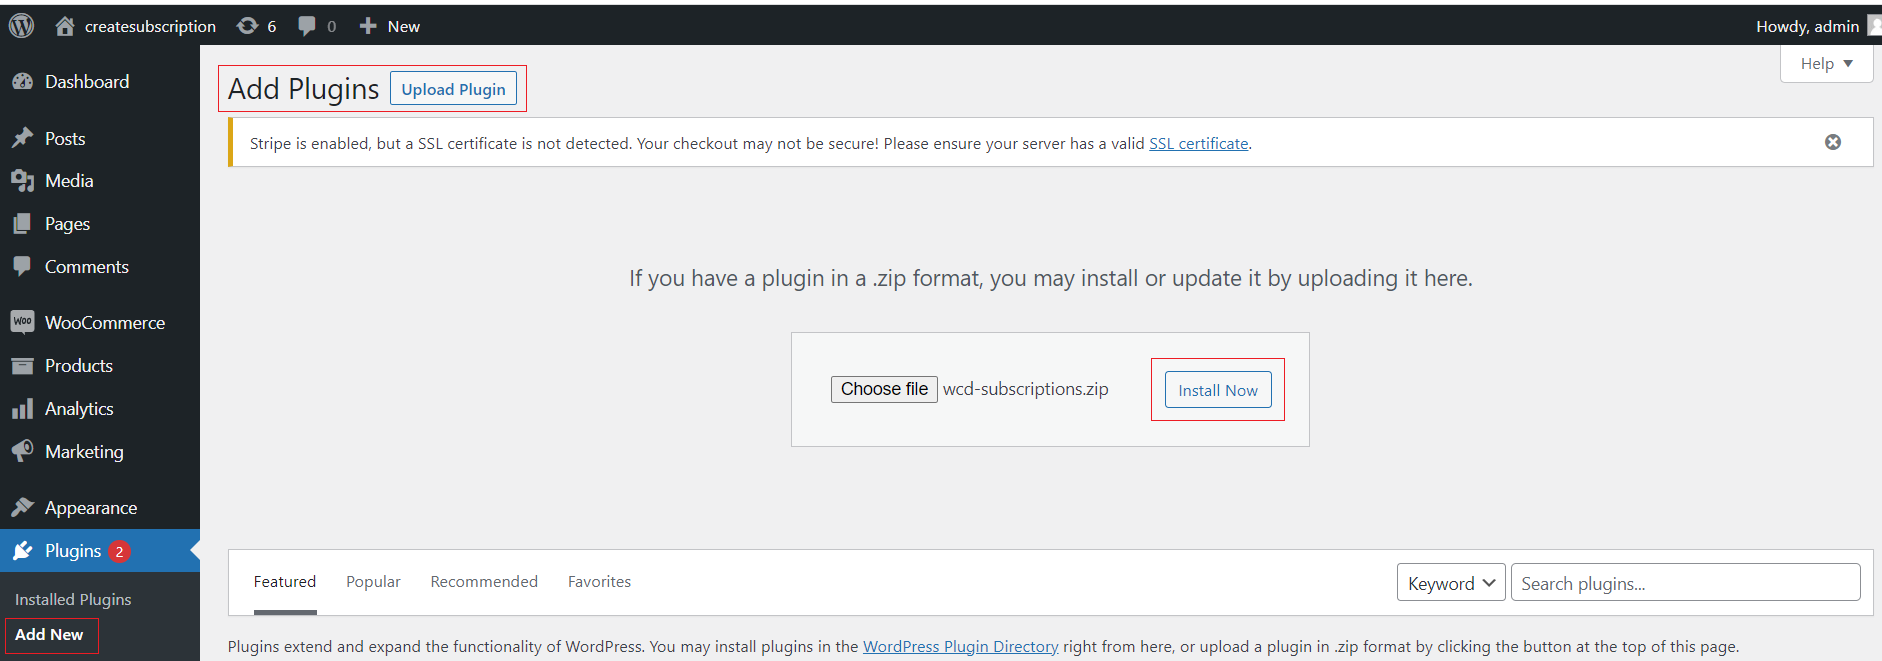 createsubscription 6 0 New Howdy, admin
Help
Dashboard
Posts
Media
Pages
Comments
WOO WooCommerce
Products
Analytics
Marketing
Appearance
Plugins 2
Installed Plugins
Add New
Add Plugins Upload Plugin
Stripe is enabled, but a SSL certificate is not detected. Your checkout may not be secure! Please ensure your server has a valid SSL certificate.
If you have a plugin in a .zip format, you may install or update it by uploading it here.
Choose file wcd-subscriptions.zip Install Now
Featured Popular Recommended Favorites Keyword Search plugins...
Plugins extend and expand the functionality of WordPress. You may install plugins in the WordPress Plugin Directory right from here, or upload a plugin in .zip format by clicking the button at the top of this page.